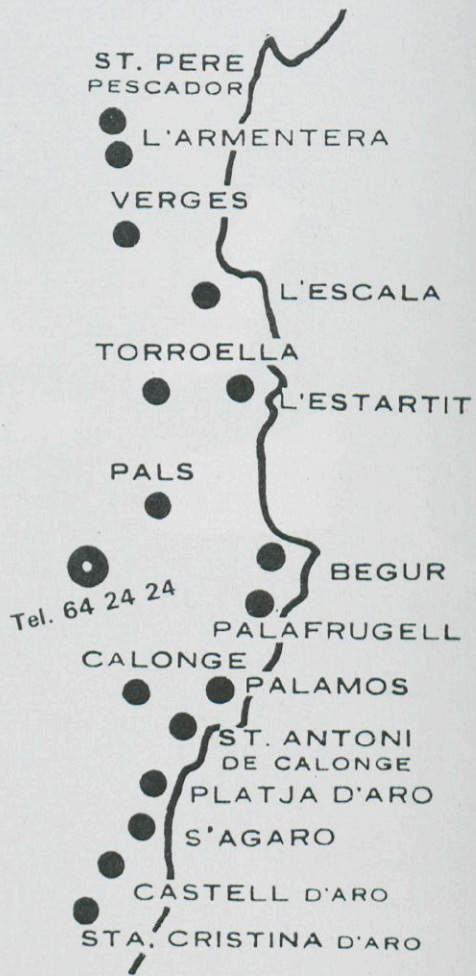 ST. PERE
PESCADOR
L'ARMENTERA
VERGES
L'ESCALA
TORROELLA
L'ESTARTIT
PALS
BEGUR
Tel. 64 24 24
PALAFRUGELL
CALONGE
PALAMOS
ST. ANTONI
DE CALONGE
PLATJA D'ARO
S'AGARO
CASTELL D'ARO
STA. CRISTINA D'ARO